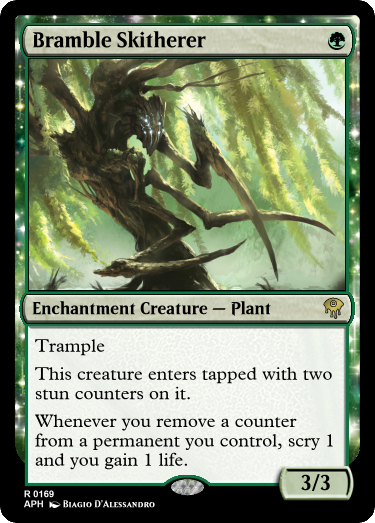 Bramble Skitherer
Enchantment Creature — Plant
Trample
This creature enters tapped with two
stun counters on it.
Whenever you remove a counter
from a permanent you control, scry 1
and you gain 1 life.
3/3
R 0169
APH BIAGIO D'ALESSANDRO